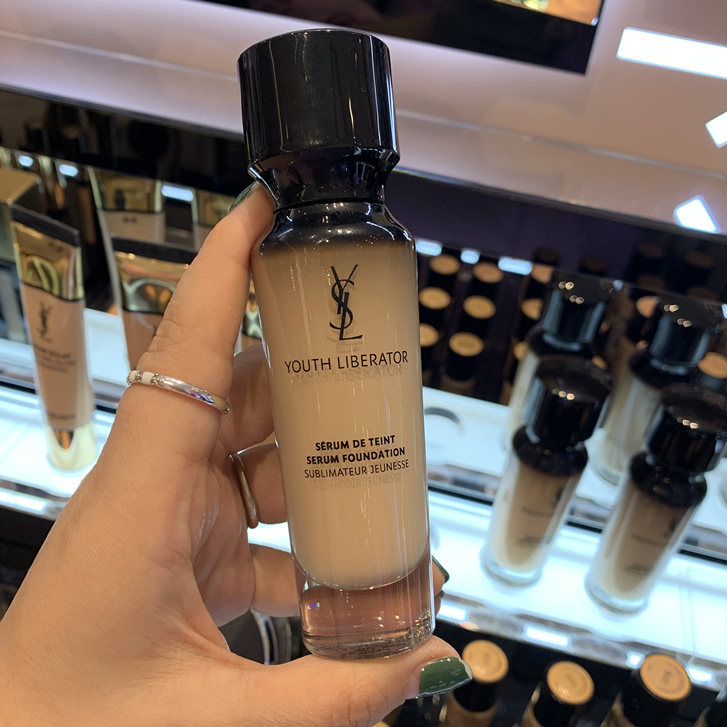 YSL
YOUTH LIBERATOR
SÉRUM DE TEINT
SERUM FOUNDATION
SUBLIMATEUR JEUNESSE